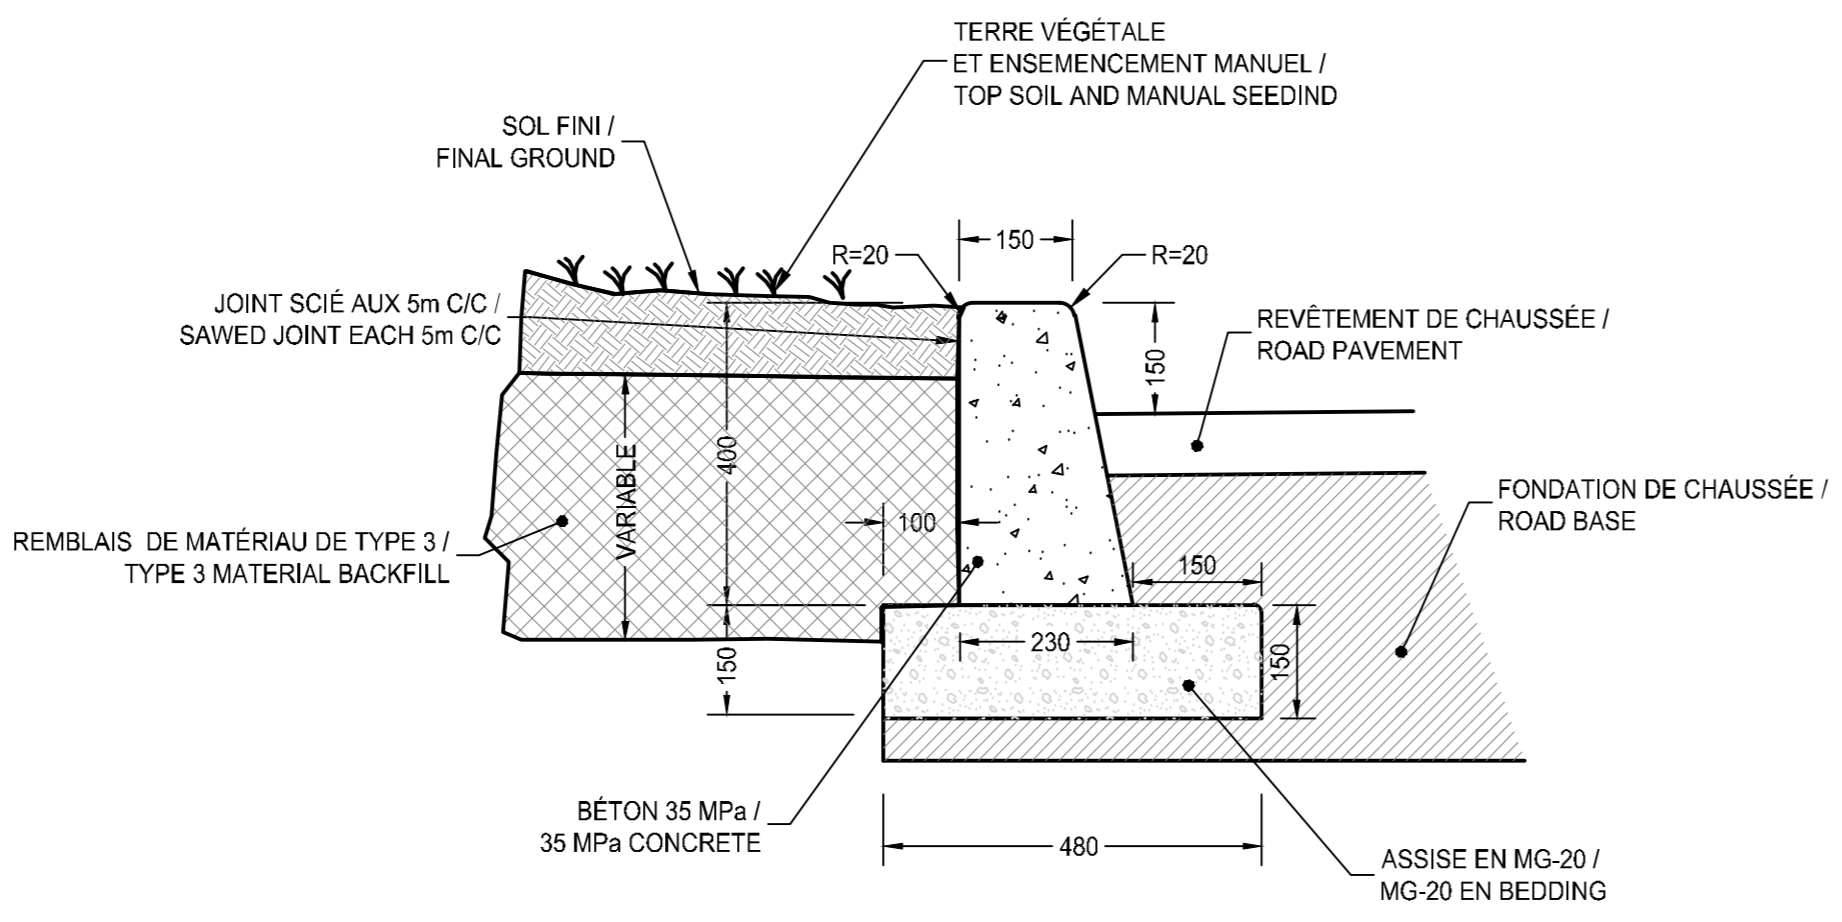 TERRE VÉGÉTALE
ET ENSEMENCEMENT MANUEL /
TOP SOIL AND MANUAL SEEDIND
SOL FINI /
FINAL GROUND
150
R=20
R=20
JOINT SCIÉ AUX 5m C/C /
SAWED JOINT EACH 5m C/C
REVÊTEMENT DE CHAUSSÉE /
ROAD PAVEMENT
150
400
VARIABLE
100
FONDATION DE CHAUSSÉE /
ROAD BASE
REMBLAIS DE MATÉRIAU DE TYPE 3 /
TYPE 3 MATERIAL BACKFILL
150
230
150
150
BÉTON 35 MPa /
35 MPa CONCRETE
480
ASSISE EN MG-20 /
MG-20 EN BEDDING